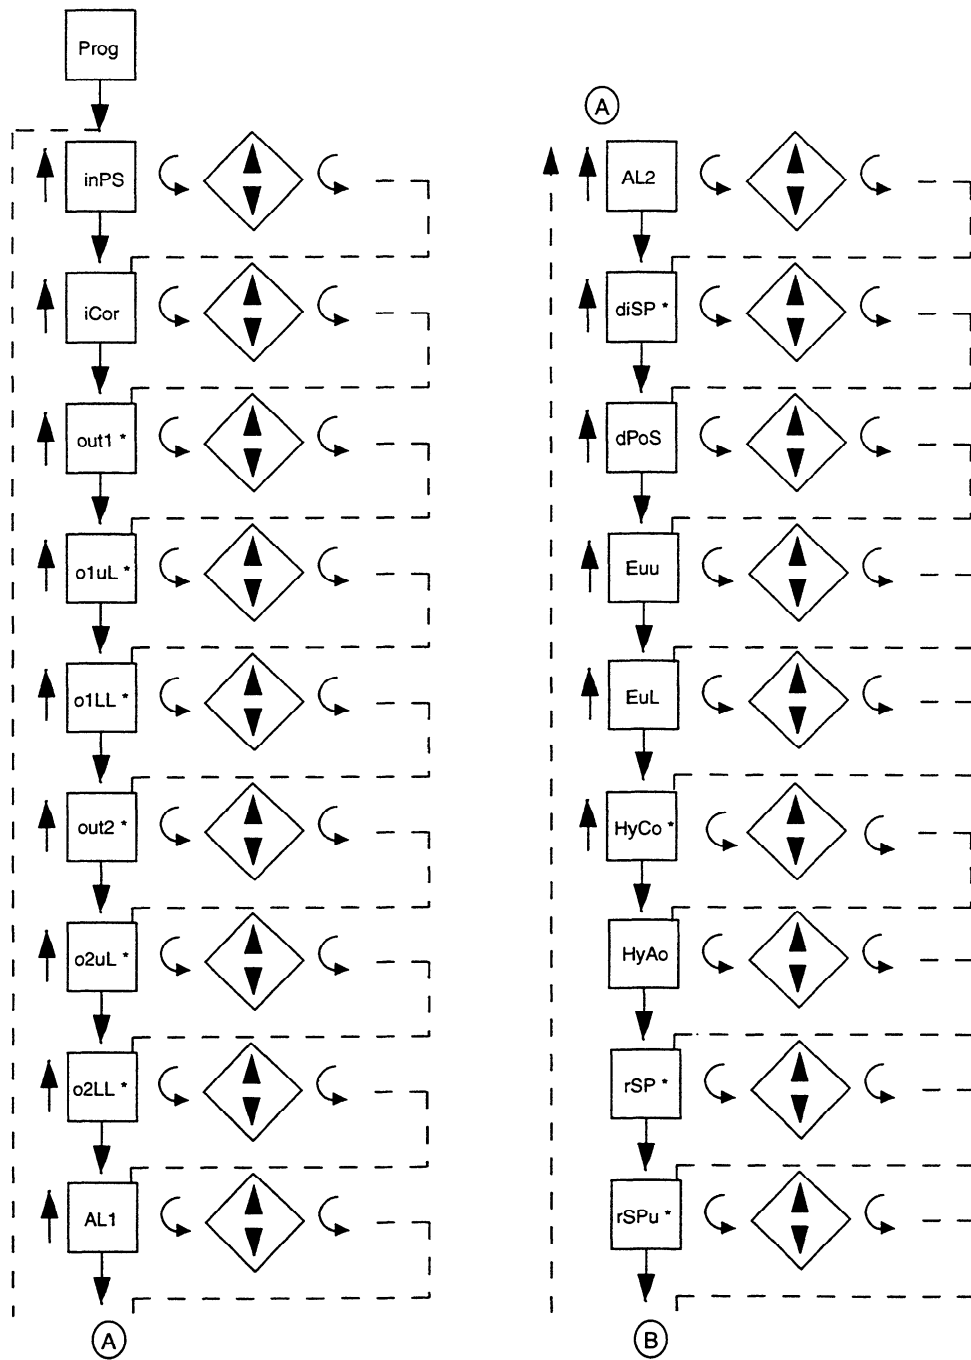 Prog
inPS
iCor
out1 *
o1uL *
o1LL *
out2 *
o2uL *
o2LL *
AL1
A
A
AL2
diSP *
dPoS
Euu
EuL
HyCo *
HyAo
rSP *
rSPu *
B